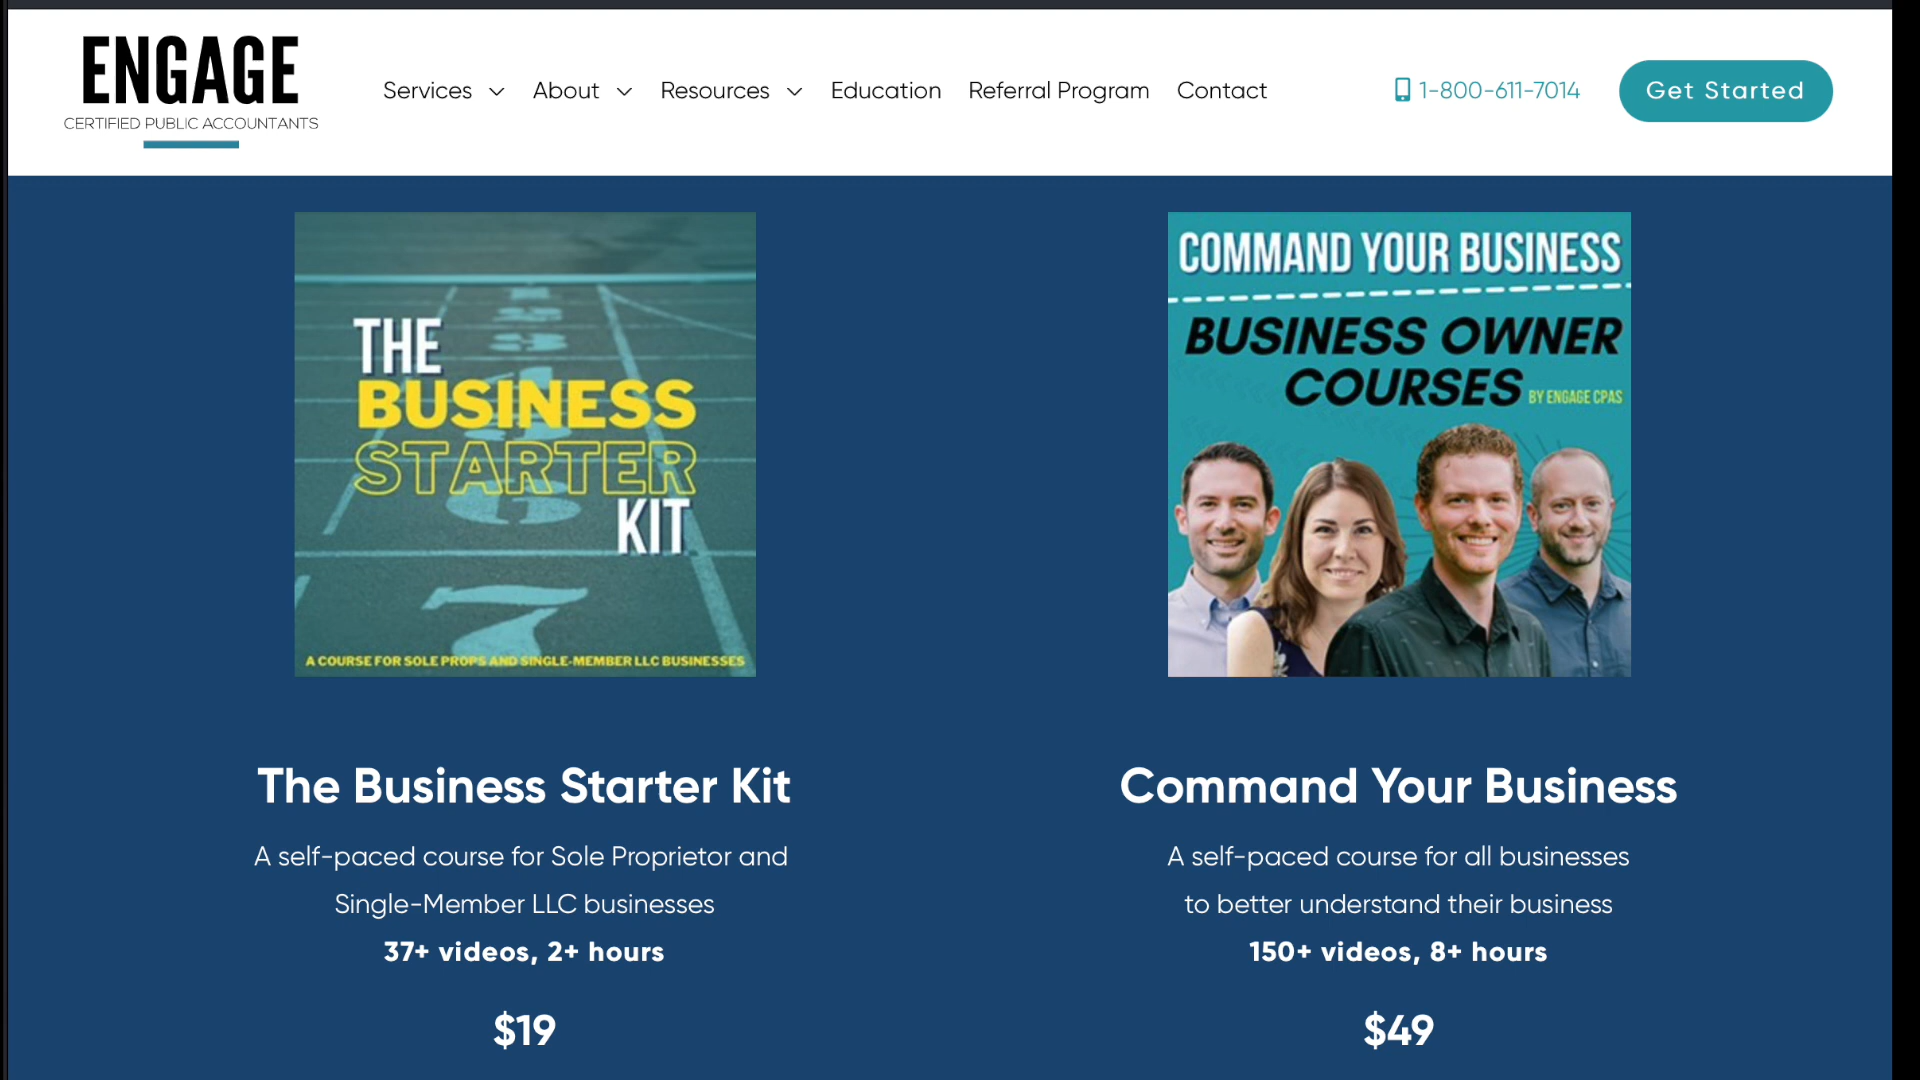 ENGAGE
CERTIFIED PUBLIC ACCOUNTANTS
Services
About
Resources
Education
Referral Program
Contact
1-800-611-7014
Get Started
THE
BUSINESS
STARTER
KIT
7
A COURSE FOR SOLE PROPS AND SINGLE-MEMBER LLC BUSINESSES
COMMAND YOUR BUSINESS
BUSINESS OWNER
COURSES BY ENGAGE CPAS
The Business Starter Kit
A self-paced course for Sole Proprietor and
Single-Member LLC businesses
37+ videos, 2+ hours
$19
Command Your Business
A self-paced course for all businesses
to better understand their business
150+ videos, 8+ hours
$49